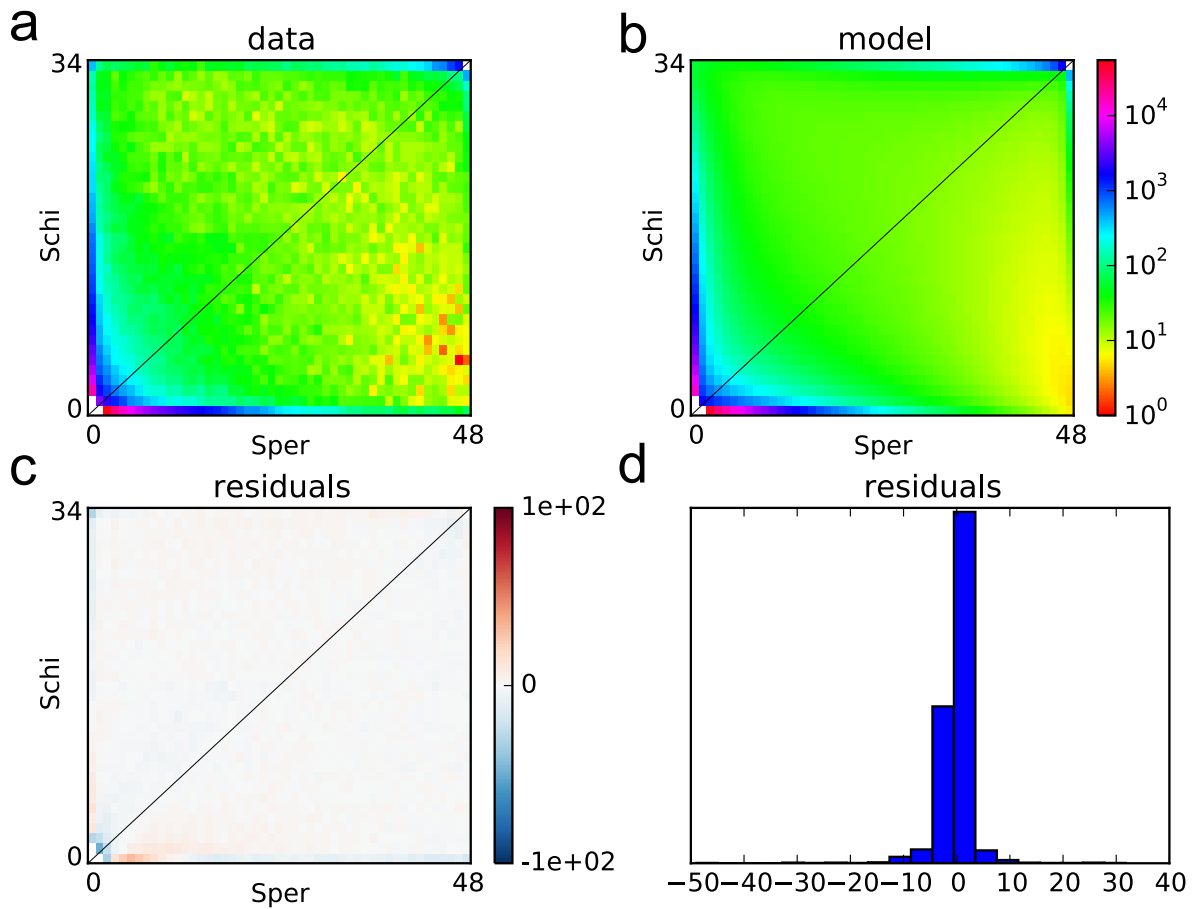 a
data
34
Schi
0
0
Sper
48
b
model
34
Schi
0
0
Sper
48
10^4
10^3
10^2
10^1
10^0
c
residuals
34
Schi
0
0
Sper
48
1e+02
0
-1e+02
d
residuals
−50 −40 −30 −20 −10 0 10 20 30 40